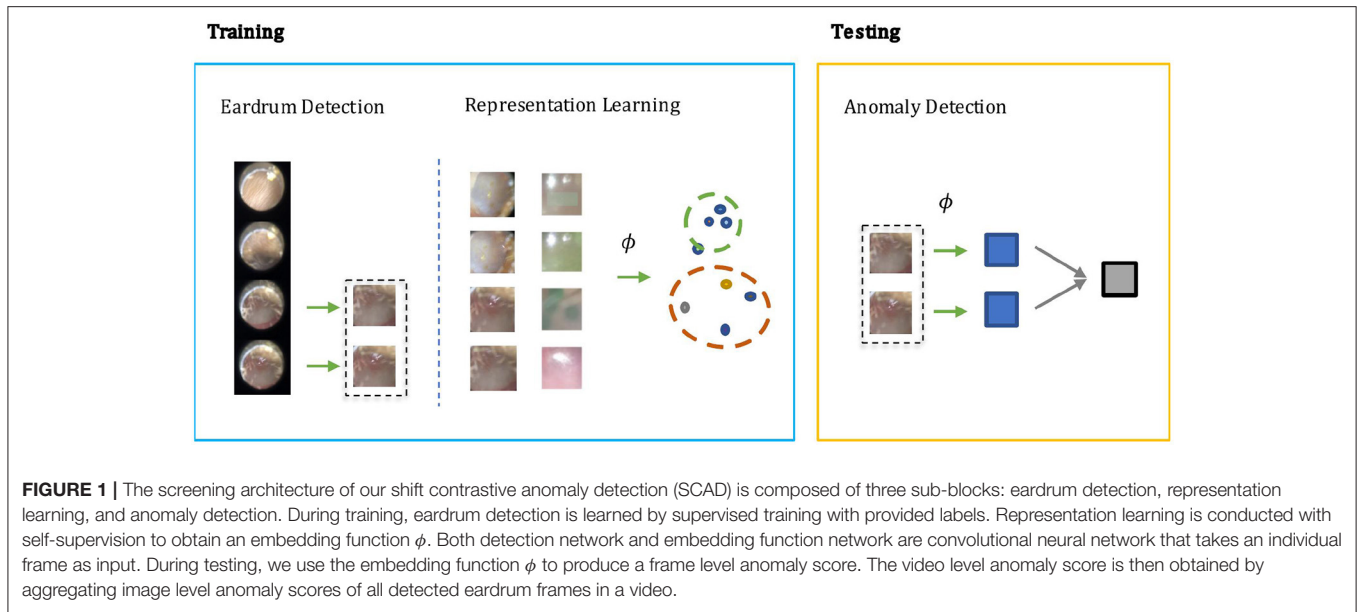 Training
Testing
Eardrum Detection
Representation Learning
Anomaly Detection
ϕ
ϕ
FIGURE 1 | The screening architecture of our shift contrastive anomaly detection (SCAD) is composed of three sub-blocks: eardrum detection, representation
learning, and anomaly detection. During training, eardrum detection is learned by supervised training with provided labels. Representation learning is conducted with
self-supervision to obtain an embedding function ϕ. Both detection network and embedding function network are convolutional neural network that takes an individual
frame as input. During testing, we use the embedding function ϕ to produce a frame level anomaly score. The video level anomaly score is then obtained by
aggregating image level anomaly scores of all detected eardrum frames in a video.